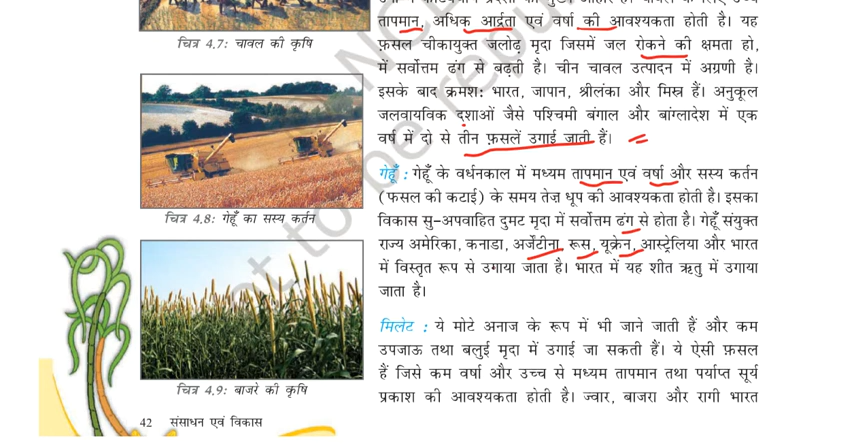 चित्र 4.7: चावल की कृषि
तापमान, अधिक आर्द्रता एवं वर्षा की आवश्यकता होती है। यह
फ़सल चीकायुक्त जलोढ़ मृदा जिसमें जल रोकने की क्षमता हो,
में सर्वोत्तम ढंग से बढ़ती है। चीन चावल उत्पादन में अग्रणी है।
इसके बाद क्रमशः भारत, जापान, श्रीलंका और मिस्र हैं। अनुकूल
जलवायविक दशाओं जैसे पश्चिमी बंगाल और बांग्लादेश में एक
वर्ष में दो से तीन फ़सलें उगाई जाती हैं।
चित्र 4.8: गेहूँ का सस्य कर्तन
गेहूँ : गेहूँ के वर्धनकाल में मध्यम तापमान एवं वर्षा और सस्य कर्तन
(फसल की कटाई) के समय तेज़ धूप की आवश्यकता होती है। इसका
विकास सु-अपवाहित दुमट मृदा में सर्वोत्तम ढंग से होता है। गेहूँ संयुक्त
राज्य अमेरिका, कनाडा, अर्जेंटीना, रूस, यूक्रेन, आस्ट्रेलिया और भारत
में विस्तृत रूप से उगाया जाता है। भारत में यह शीत ऋतु में उगाया
जाता है।
मिलेट : ये मोटे अनाज के रूप में भी जाने जाती हैं और कम
उपजाऊ तथा बलुई मृदा में उगाई जा सकती हैं। ये ऐसी फ़सल
हैं जिसे कम वर्षा और उच्च से मध्यम तापमान तथा पर्याप्त सूर्य
प्रकाश की आवश्यकता होती है। ज्वार, बाजरा और रागी भारत
चित्र 4.9: बाजरे की कृषि
42 संसाधन एवं विकास